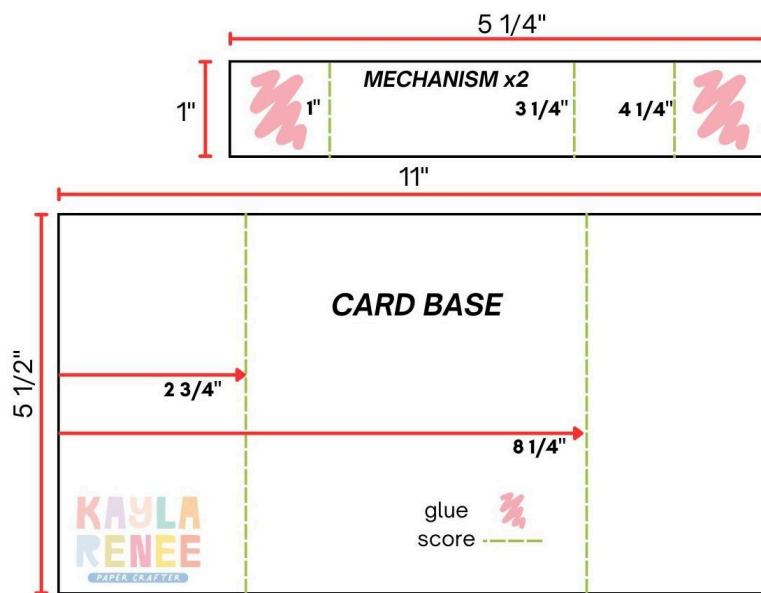 5 1/4"
MECHANISM x2
1"
1"
3 1/4"
4 1/4"
11"
CARD BASE
5 1/2"
2 3/4"
8 1/4"
KAYLA
RENEE
PAPER CRAFTER
glue
score